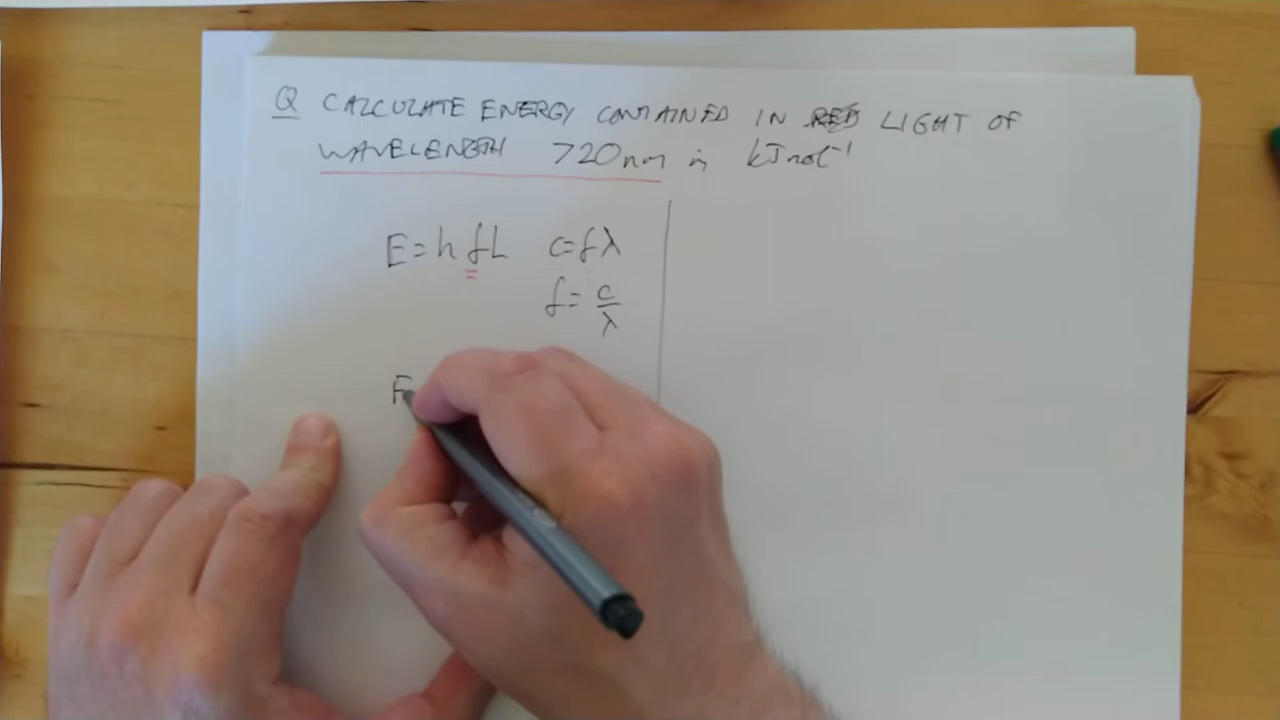 Q CALCULATE ENERGY CONTAINED IN RED LIGHT OF
WAVELENGTH 720nm in kJmol⁻¹
E=hfL c=fλ
f=c/λ
E